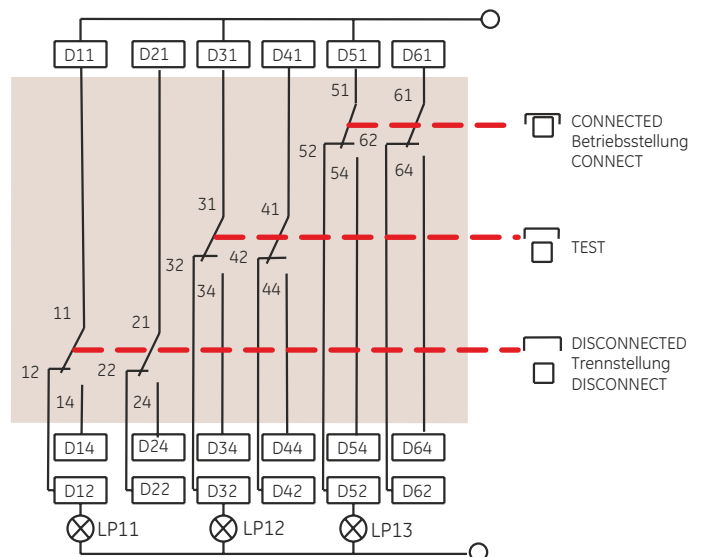 D11 D21 D31 D41 D51 D61
51 61
CONNECTED
Betriebsstellung
CONNECT
52 62
54 64
31 41
TEST
32 42
34 44
11 21
DISCONNECTED
Trennstellung
DISCONNECT
12 22
14 24
D14 D24 D34 D44 D54 D64
D12 D22 D32 D42 D52 D62
LP11 LP12 LP13